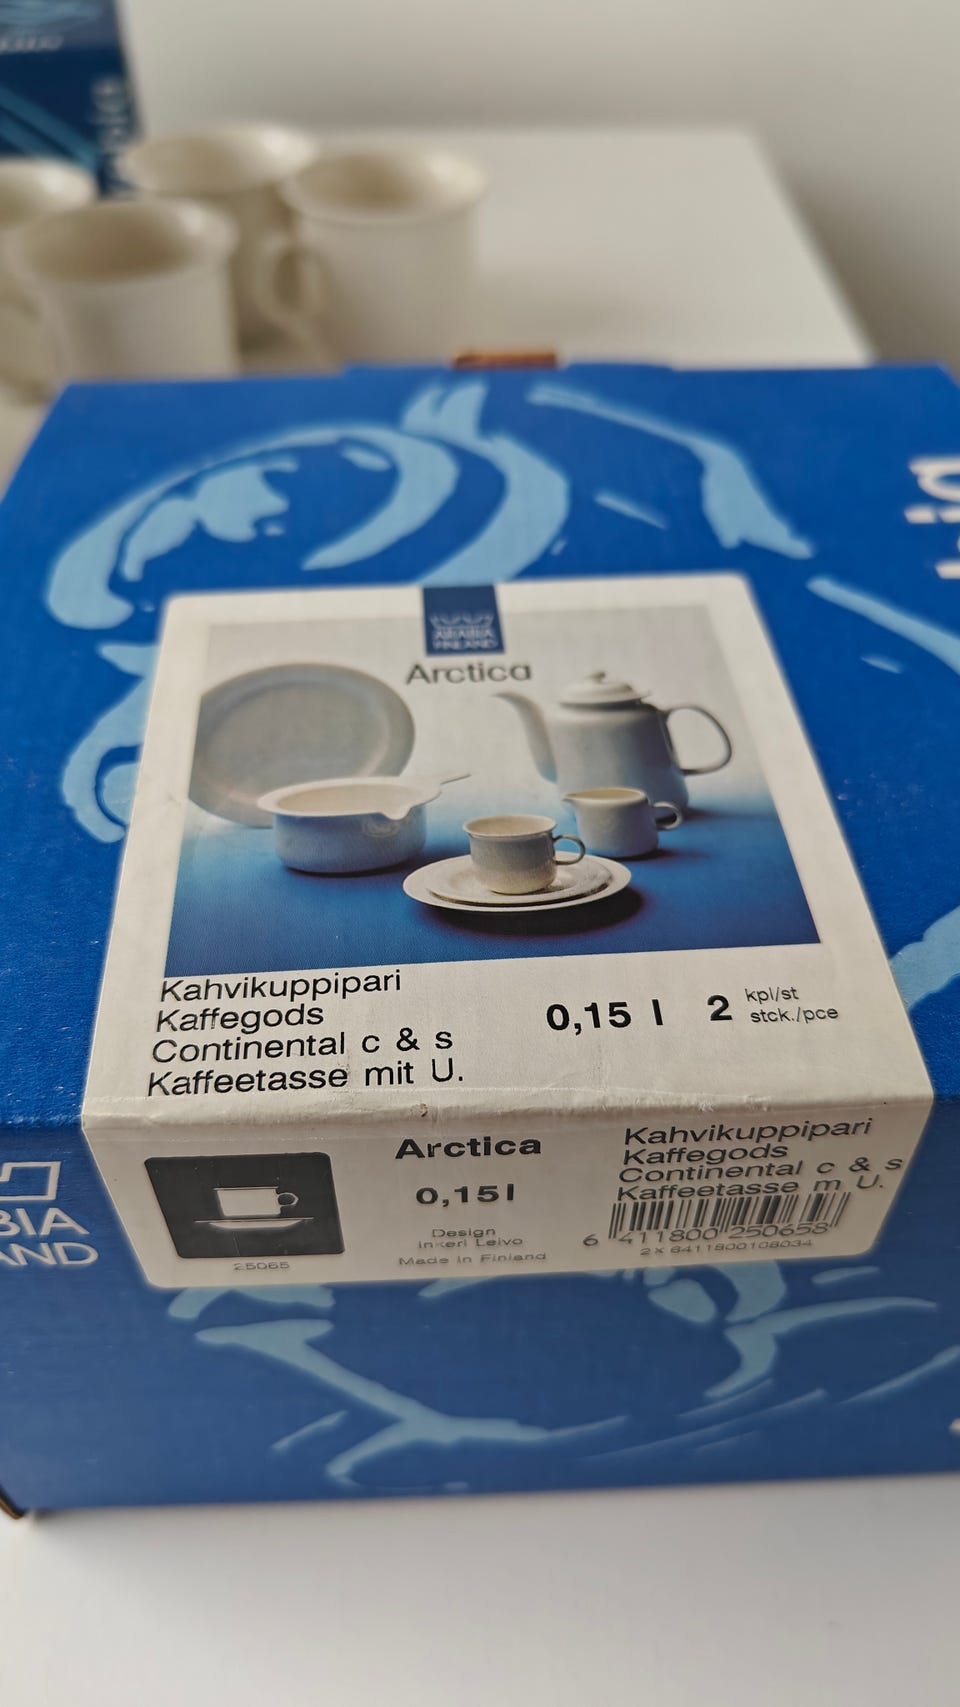 ARABIA
FINLAND
Arctica
Kahvikuppipari
Kaffegods
Continental c & s
Kaffeetasse mit U.
0,15 l 2 kpl/st
stck./pce
Arctica
0,15l
Design
Inkeri Leivo
Made in Finland
25065
Kahvikuppipari
Kaffegods
Continental c & s
Kaffeetasse m. U.
6 411800 250658
2 x 6411800108034
BIA
AND